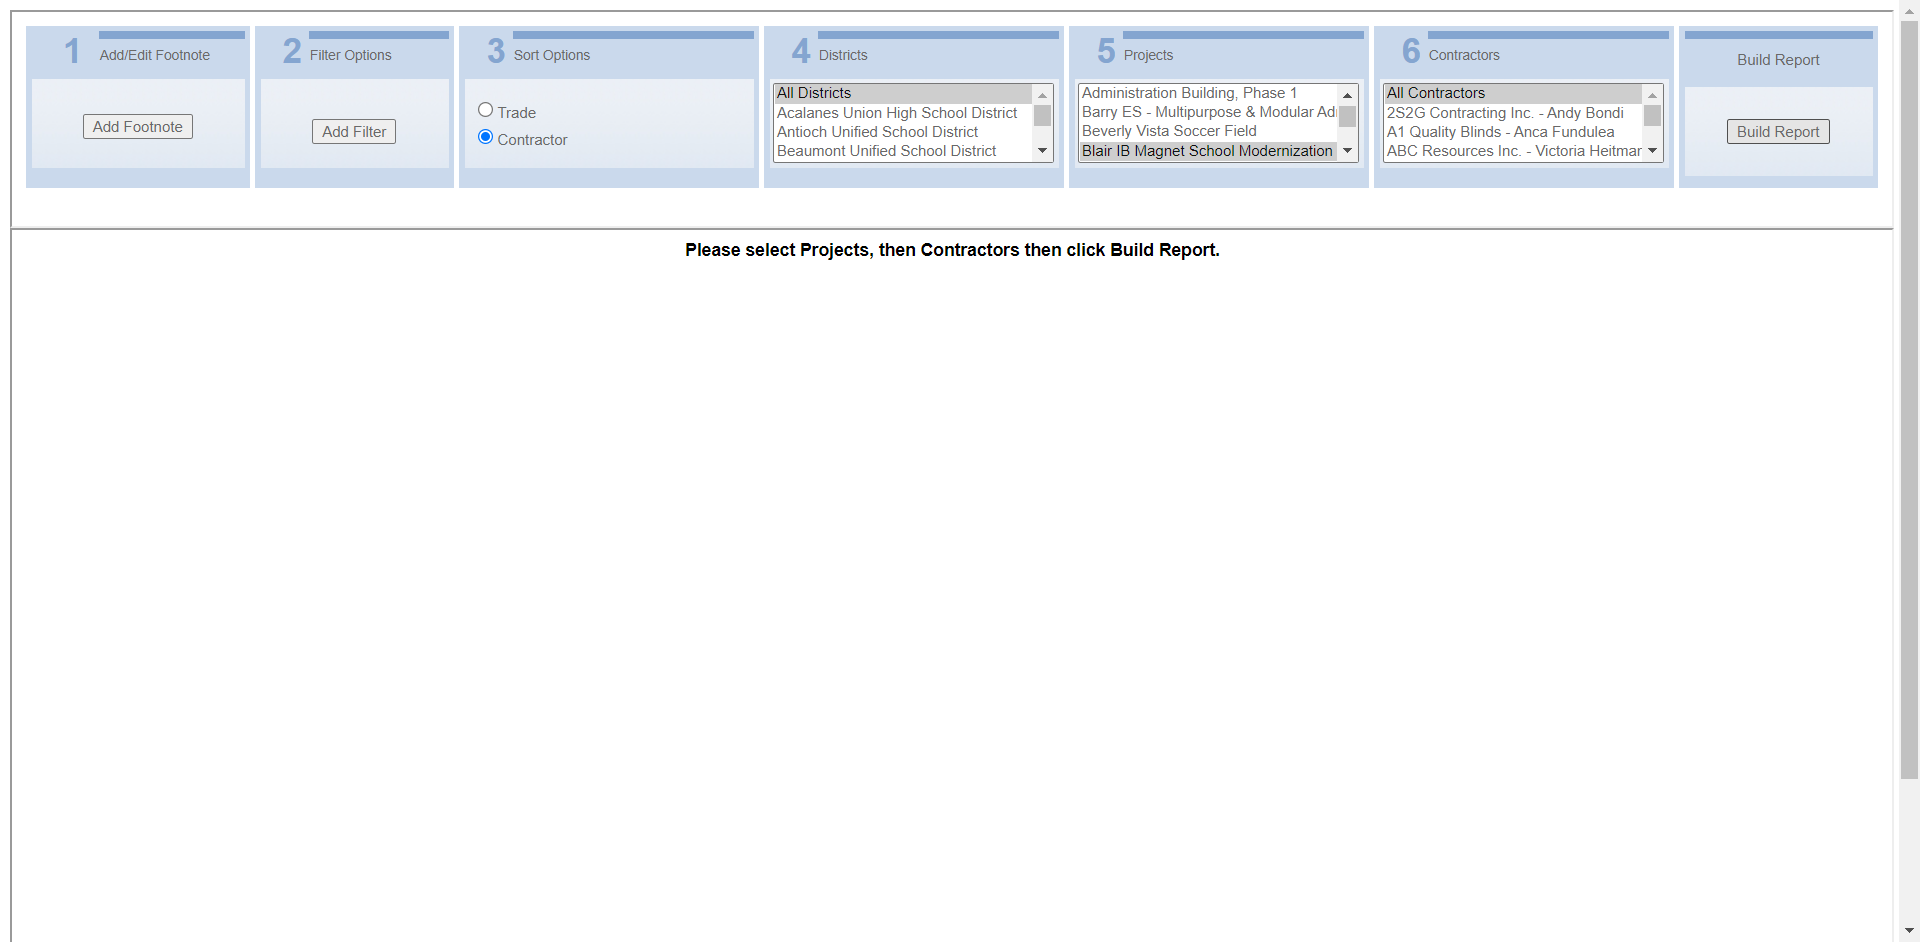 1 Add/Edit Footnote
Add Footnote
2 Filter Options
Add Filter
3 Sort Options
Trade
Contractor
4 Districts
All Districts
Acalanes Union High School District
Antioch Unified School District
Beaumont Unified School District
5 Projects
Administration Building, Phase 1
Barry ES - Multipurpose & Modular
Beverly Vista Soccer Field
Blair IB Magnet School Modernization
6 Contractors
All Contractors
2S2G Contracting Inc. - Andy Bondi
A1 Quality Blinds - Anca Fundulea
ABC Resources Inc. - Victoria
Build Report
Build Report
Please select Projects, then Contractors then click Build Report.